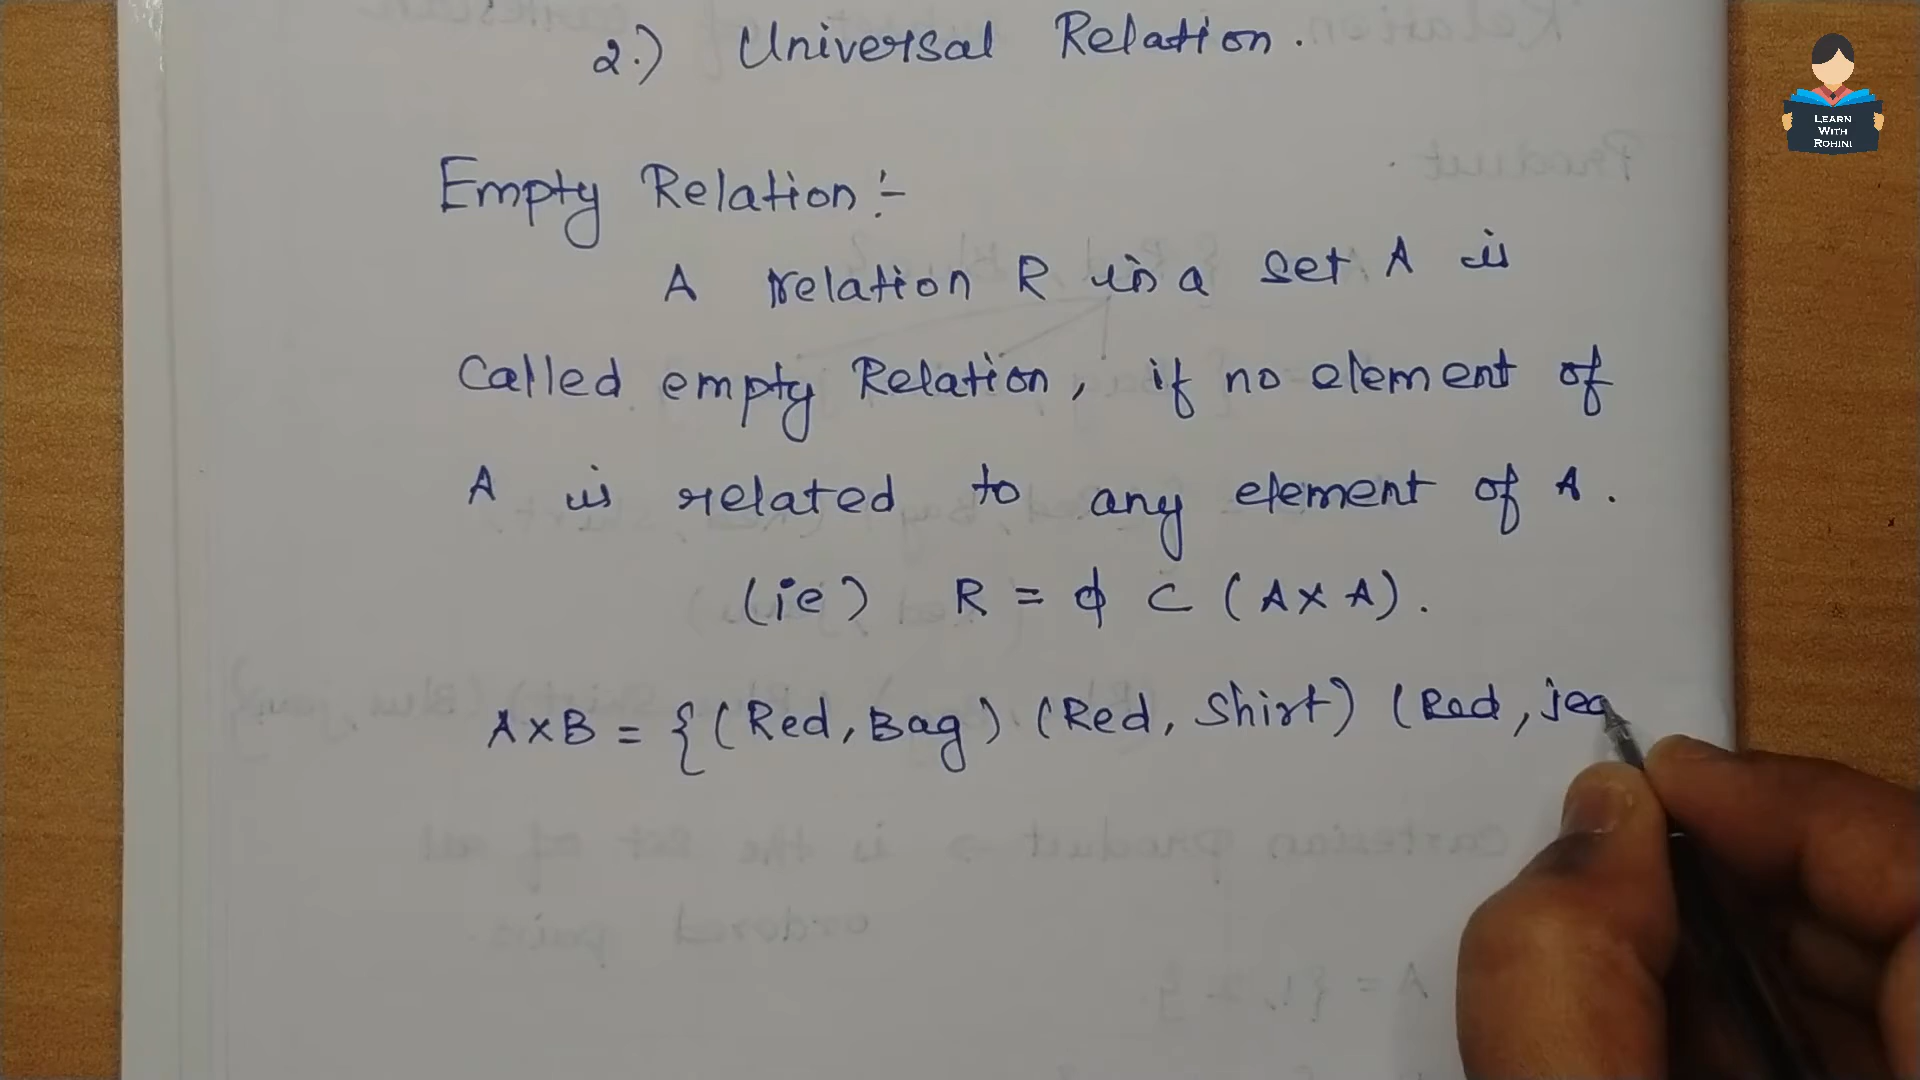 2.) Universal Relation.
LEARN
WITH
ROHINI
Empty Relation :-
A relation R in a set A is
Called empty Relation, if no element of
A is related to any element of A.
(ie) R = ϕ ⊂ (A × A).
A×B = {(Red, Bag) (Red, Shirt) (Red, jea